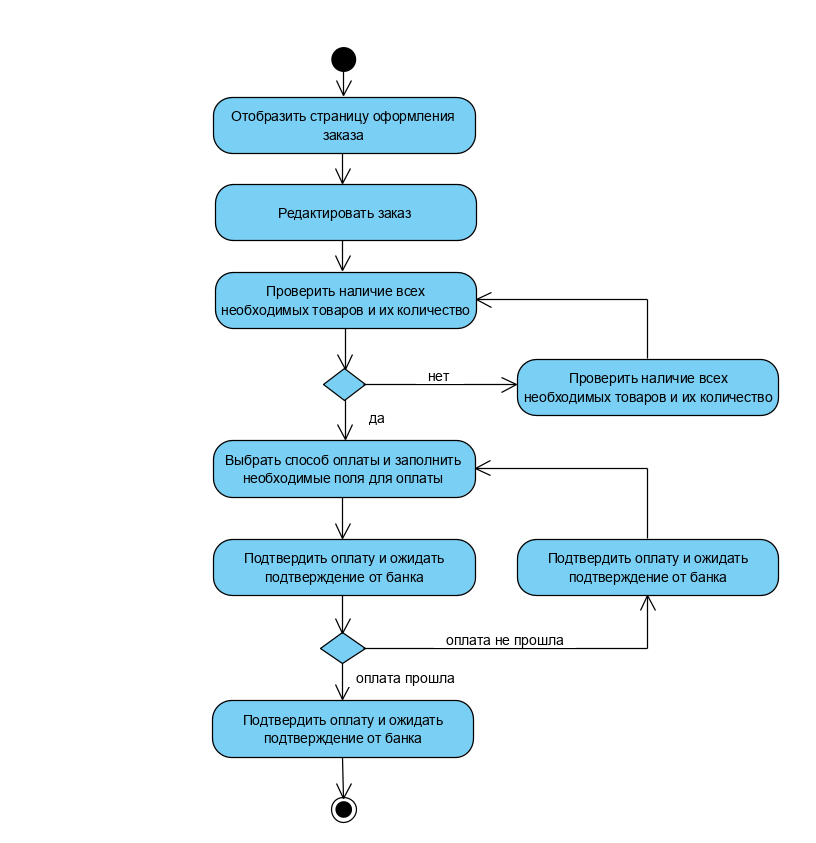 Отобразить страницу оформления
заказа
Редактировать заказ
Проверить наличие всех
необходимых товаров и их количество
нет
Проверить наличие всех
необходимых товаров и их количество
да
Выбрать способ оплаты и заполнить
необходимые поля для оплаты
Подтвердить оплату и ожидать
подтверждение от банка
Подтвердить оплату и ожидать
подтверждение от банка
оплата не прошла
оплата прошла
Подтвердить оплату и ожидать
подтверждение от банка